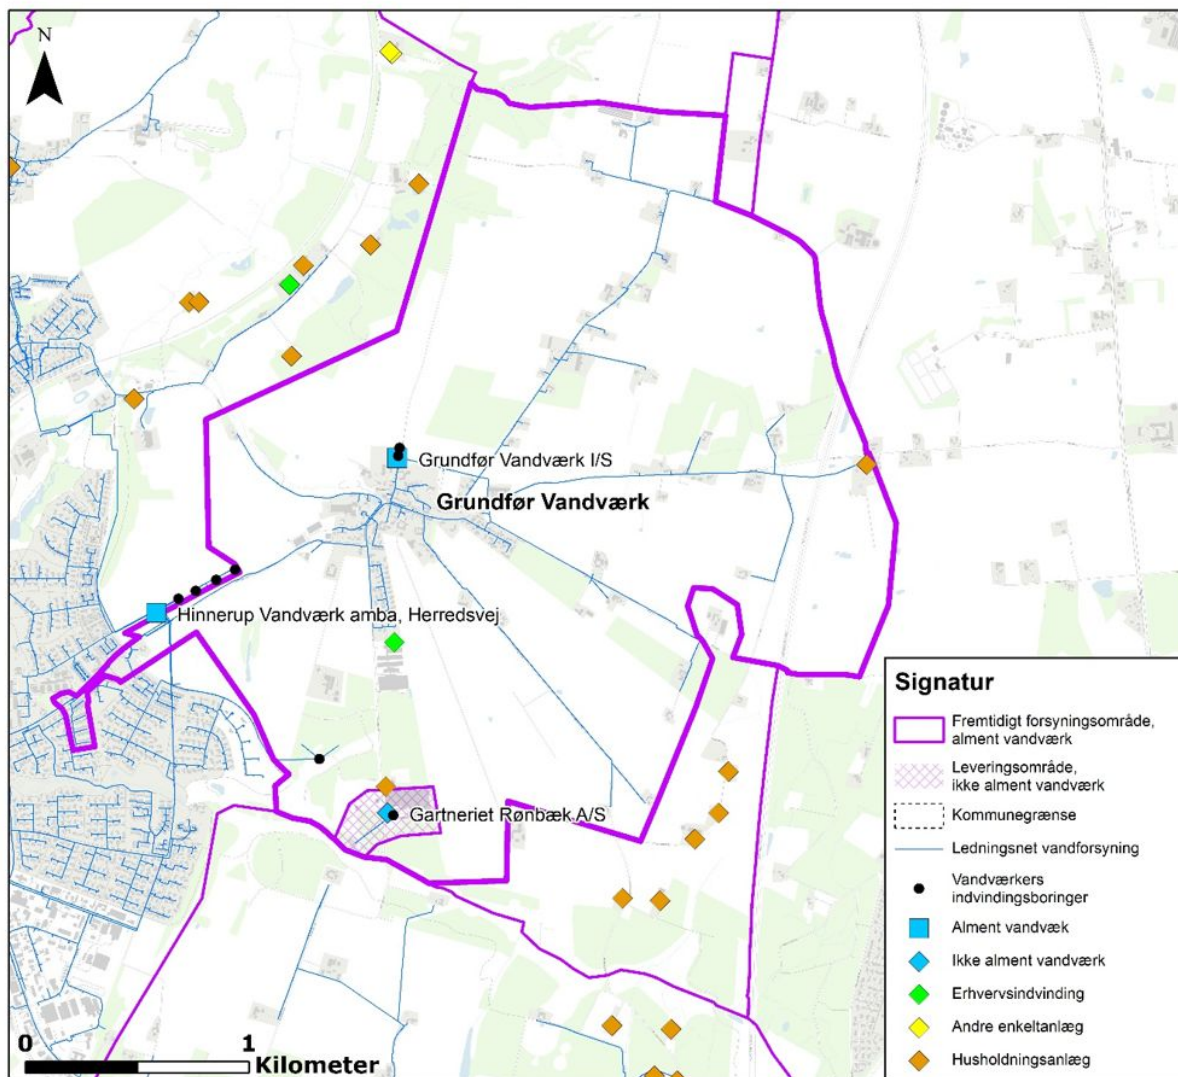 N
Grundfør Vandværk I/S
Grundfør Vandværk
Hinnerup Vandværk amba, Herredsvej
Gartneriet Rønbæk A/S
Signatur
Fremtidigt forsyningsområde,
alment vandværk
Leveringsområde,
ikke alment vandværk
Kommunegrænse
Ledningsnet vandforsyning
Vandværkers
indvindingsboringer
Alment vandvæk
Ikke alment vandværk
Erhvervsindvinding
Andre enkeltanlæg
Husholdningsanlæg
0 1
Kilometer